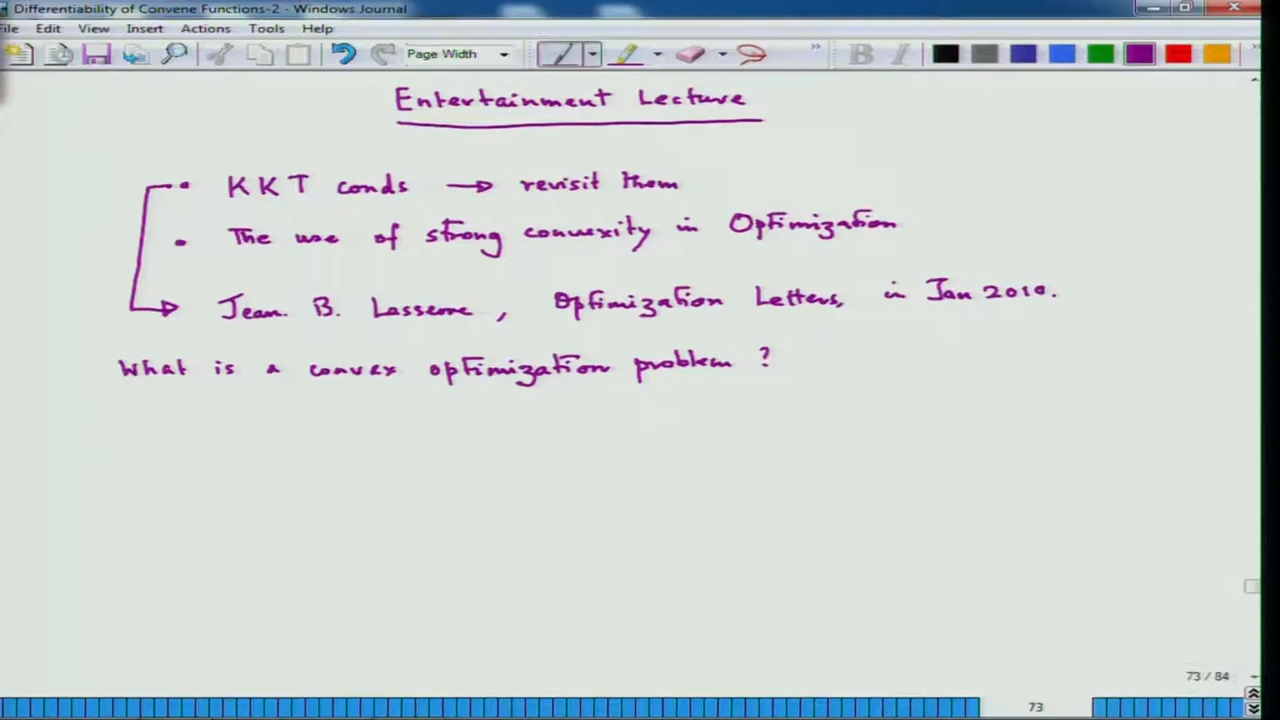 Differentiability of Convene Functions-2 - Windows Journal
File Edit View Insert Actions Tools Help
Page Width
Entertainment Lecture
• KKT conds → revisit them
• The use of strong convexity in Optimization
Jean. B. Lasserre, Optimization Letters, in Jan 2010.
What is a convex optimization problem ?
73 / 84
73